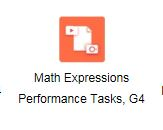 Math Expressions
Performance Tasks, G4